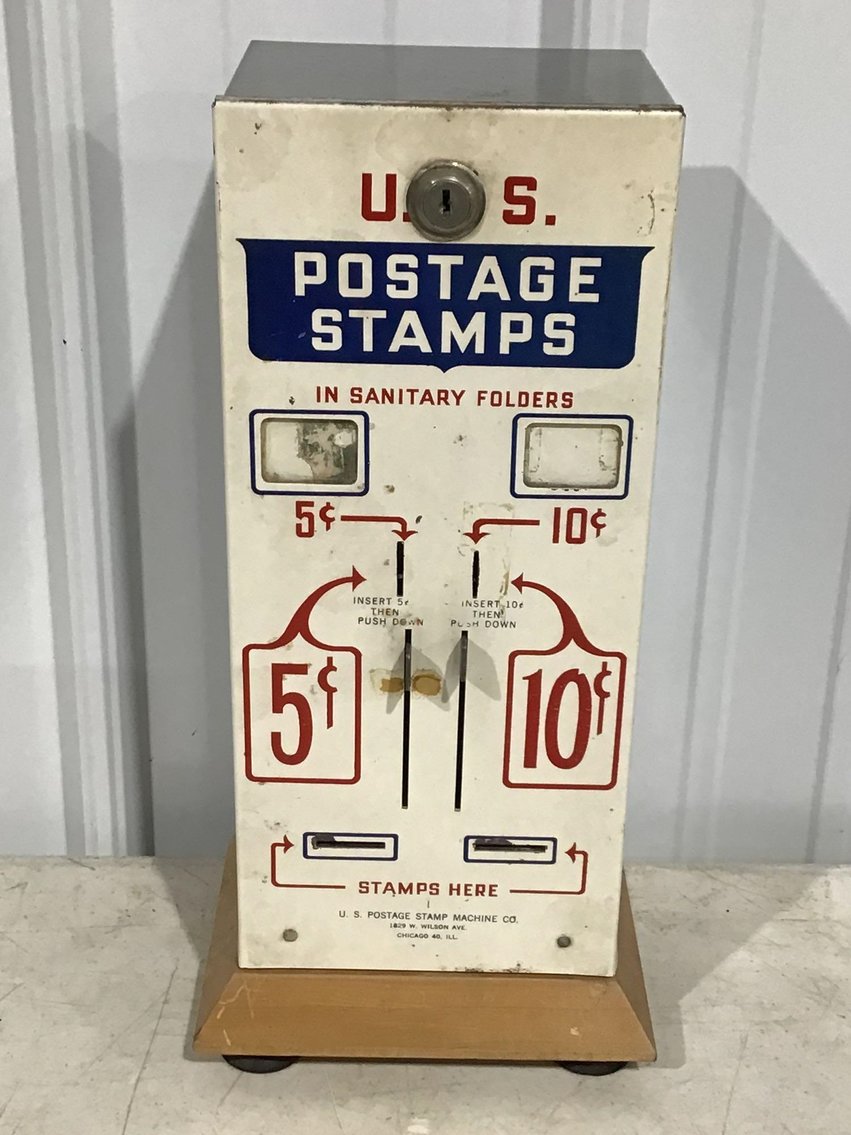 U. S.
POSTAGE
STAMPS
IN SANITARY FOLDERS
5¢ 10¢
INSERT 5¢ INSERT 10¢
THEN THEN
PUSH DOWN PUSH DOWN
5¢ 10¢
STAMPS HERE
U. S. POSTAGE STAMP MACHINE CO.
1829 W. WILSON AVE.
CHICAGO 40, ILL.